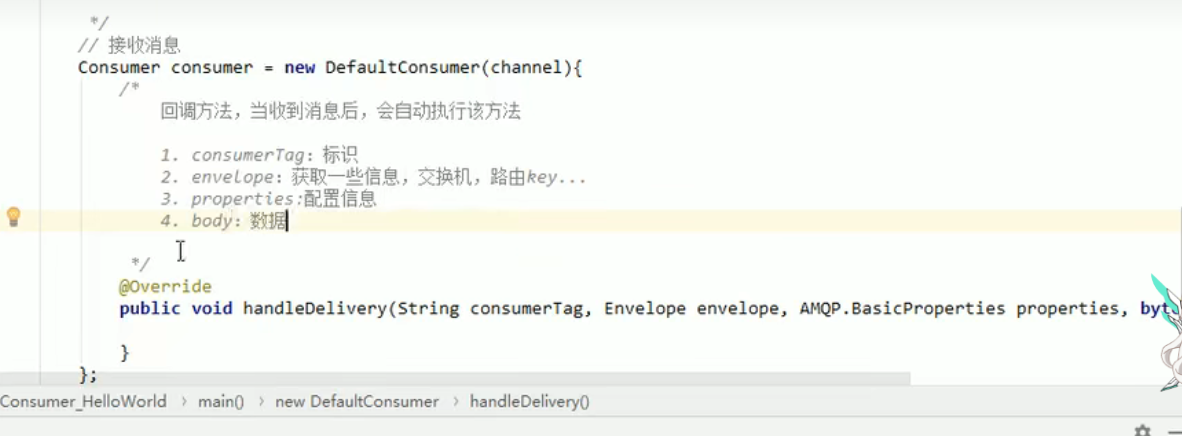 */
// 接收消息
Consumer consumer = new DefaultConsumer(channel){
/*
回调方法，当收到消息后，会自动执行该方法
1. consumerTag：标识
2. envelope：获取一些信息，交换机，路由key...
3. properties:配置信息
4. body：数据
*/
@Override
public void handleDelivery(String consumerTag, Envelope envelope, AMQP.BasicProperties properties,
}
};
Consumer_HelloWorld › main() › new DefaultConsumer › handleDelivery()